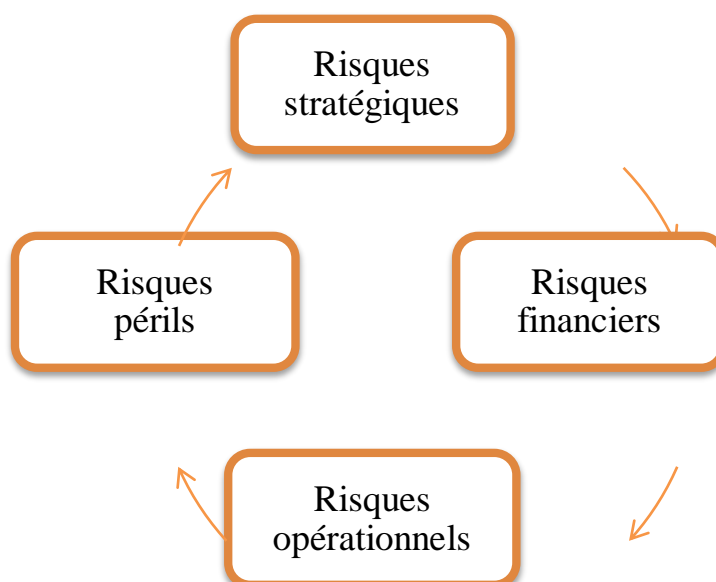 Risques
stratégiques
Risques
périls
Risques
financiers
Risques
opérationnels